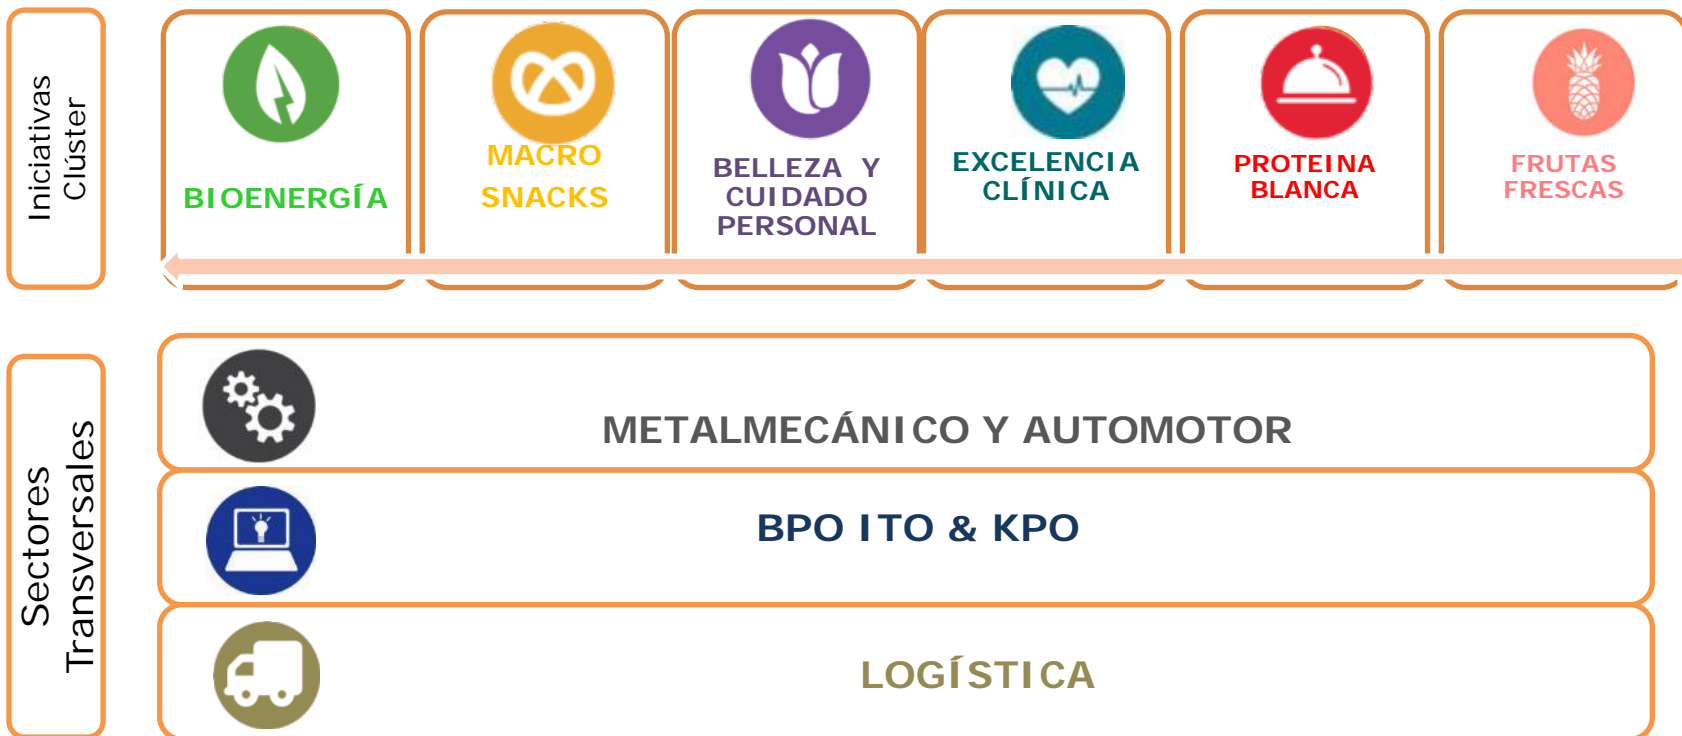 Iniciativas
Clúster
BIOENERGÍA
MACRO
SNACKS
BELLEZA Y
CUIDADO
PERSONAL
EXCELENCIA
CLÍNICA
PROTEINA
BLANCA
FRUTAS
FRESCAS
Sectores
Transversales
METALMECÁNICO Y AUTOMOTOR
BPO ITO & KPO
LOGÍSTICA